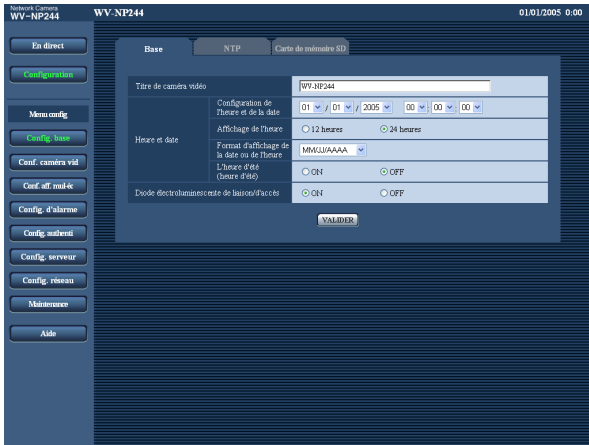 Network Camera
WV-NP244
WV-NP244
01/01/2005 0:00
En direct
Configuration
Menu config
Config. base
Conf. caméra vid
Conf. aff. mul-éc
Config. d'alarme
Config. authenti
Config. serveur
Config. réseau
Maintenance
Aide
Base
NTP
Carte de mémoire SD
Titre de caméra vidéo
WV-NP244
Heure et date
Configuration de
l'heure et de la date
01 / 01 / 2005 00 : 00 : 00
Affichage de l'heure
12 heures
24 heures
Format d'affichage de
la date ou de l'heure
MM/JJ/AAAA
L'heure d'été
(heure d'été)
ON
OFF
Diode électroluminescente de liaison/d'accès
ON
OFF
VALIDER